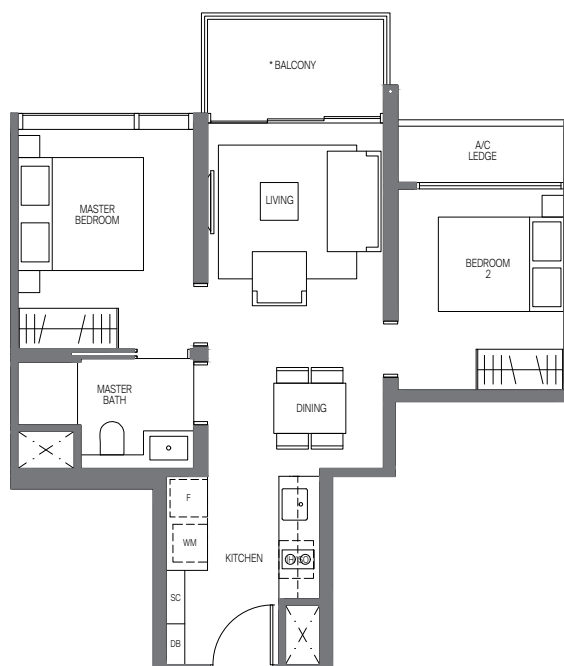 * BALCONY
A/C
LEDGE
MASTER
BEDROOM
LIVING
BEDROOM
2
MASTER
BATH
DINING
F
WM
KITCHEN
SC
DB